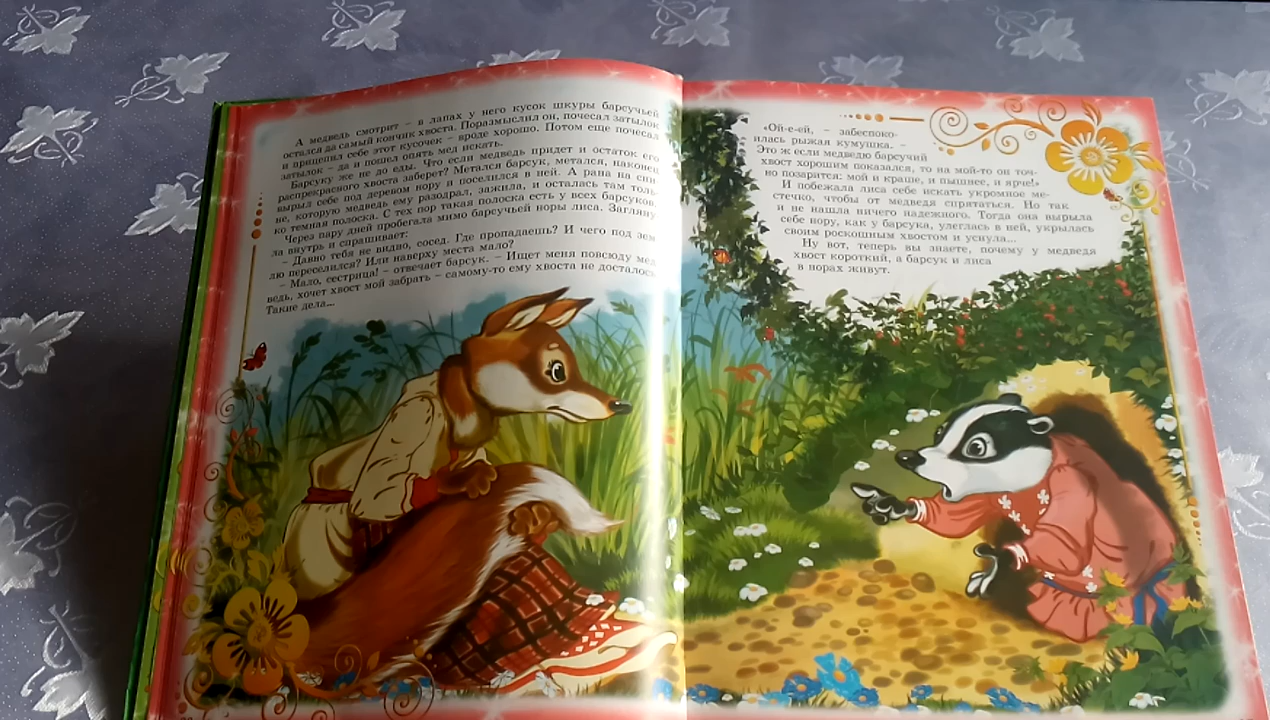 А медведь смотрит – в лапах у него кусок шкуры барсучьей
остался да самый кончик хвоста. Поразмыслил он, почесал затылок
и прицепил себе этот кусочек – вроде хорошо. Потом еще почесал
затылок – да и пошел опять мед искать.
Барсуку же не до еды. Что если медведь придет и остаток его
распрекрасного хвоста заберет? Метался барсук, метался, наконец
вырыл себе под деревом нору и поселился в ней. А рана на спи-
не, которую медведь ему разодрал, зажила, и осталась там толь-
ко темная полоска. С тех пор такая полоска есть у всех барсуков.
Через пару дней пробегала мимо барсучьей норы лиса. Загляну
ла внутрь и спрашивает:
– Давно тебя не видно, сосед. Где пропадаешь? И чего под зем
лю переселился? Или наверху места мало?
– Мало, сестрица! – отвечает барсук. – Ищет меня повсюду мед
ведь, хочет хвост мой забрать – самому-то ему хвоста не досталось
Такие дела...
«Ой-е-ей, – забеспоко-
илась рыжая кумушка. –
Это ж если медведю барсучий
хвост хорошим показался, то на мой-то он точ-
но позарится: мой и краше, и пышнее, и ярче!»
И побежала лиса себе искать укромное ме-
стечко, чтобы от медведя спрятаться. Но так
и не нашла ничего надежного. Тогда она вырыла
себе нору, как у барсука, улеглась в ней, укрылась
своим роскошным хвостом и уснула...
Ну вот, теперь вы знаете, почему у медведя
хвост короткий, а барсук и лиса
в норах живут.